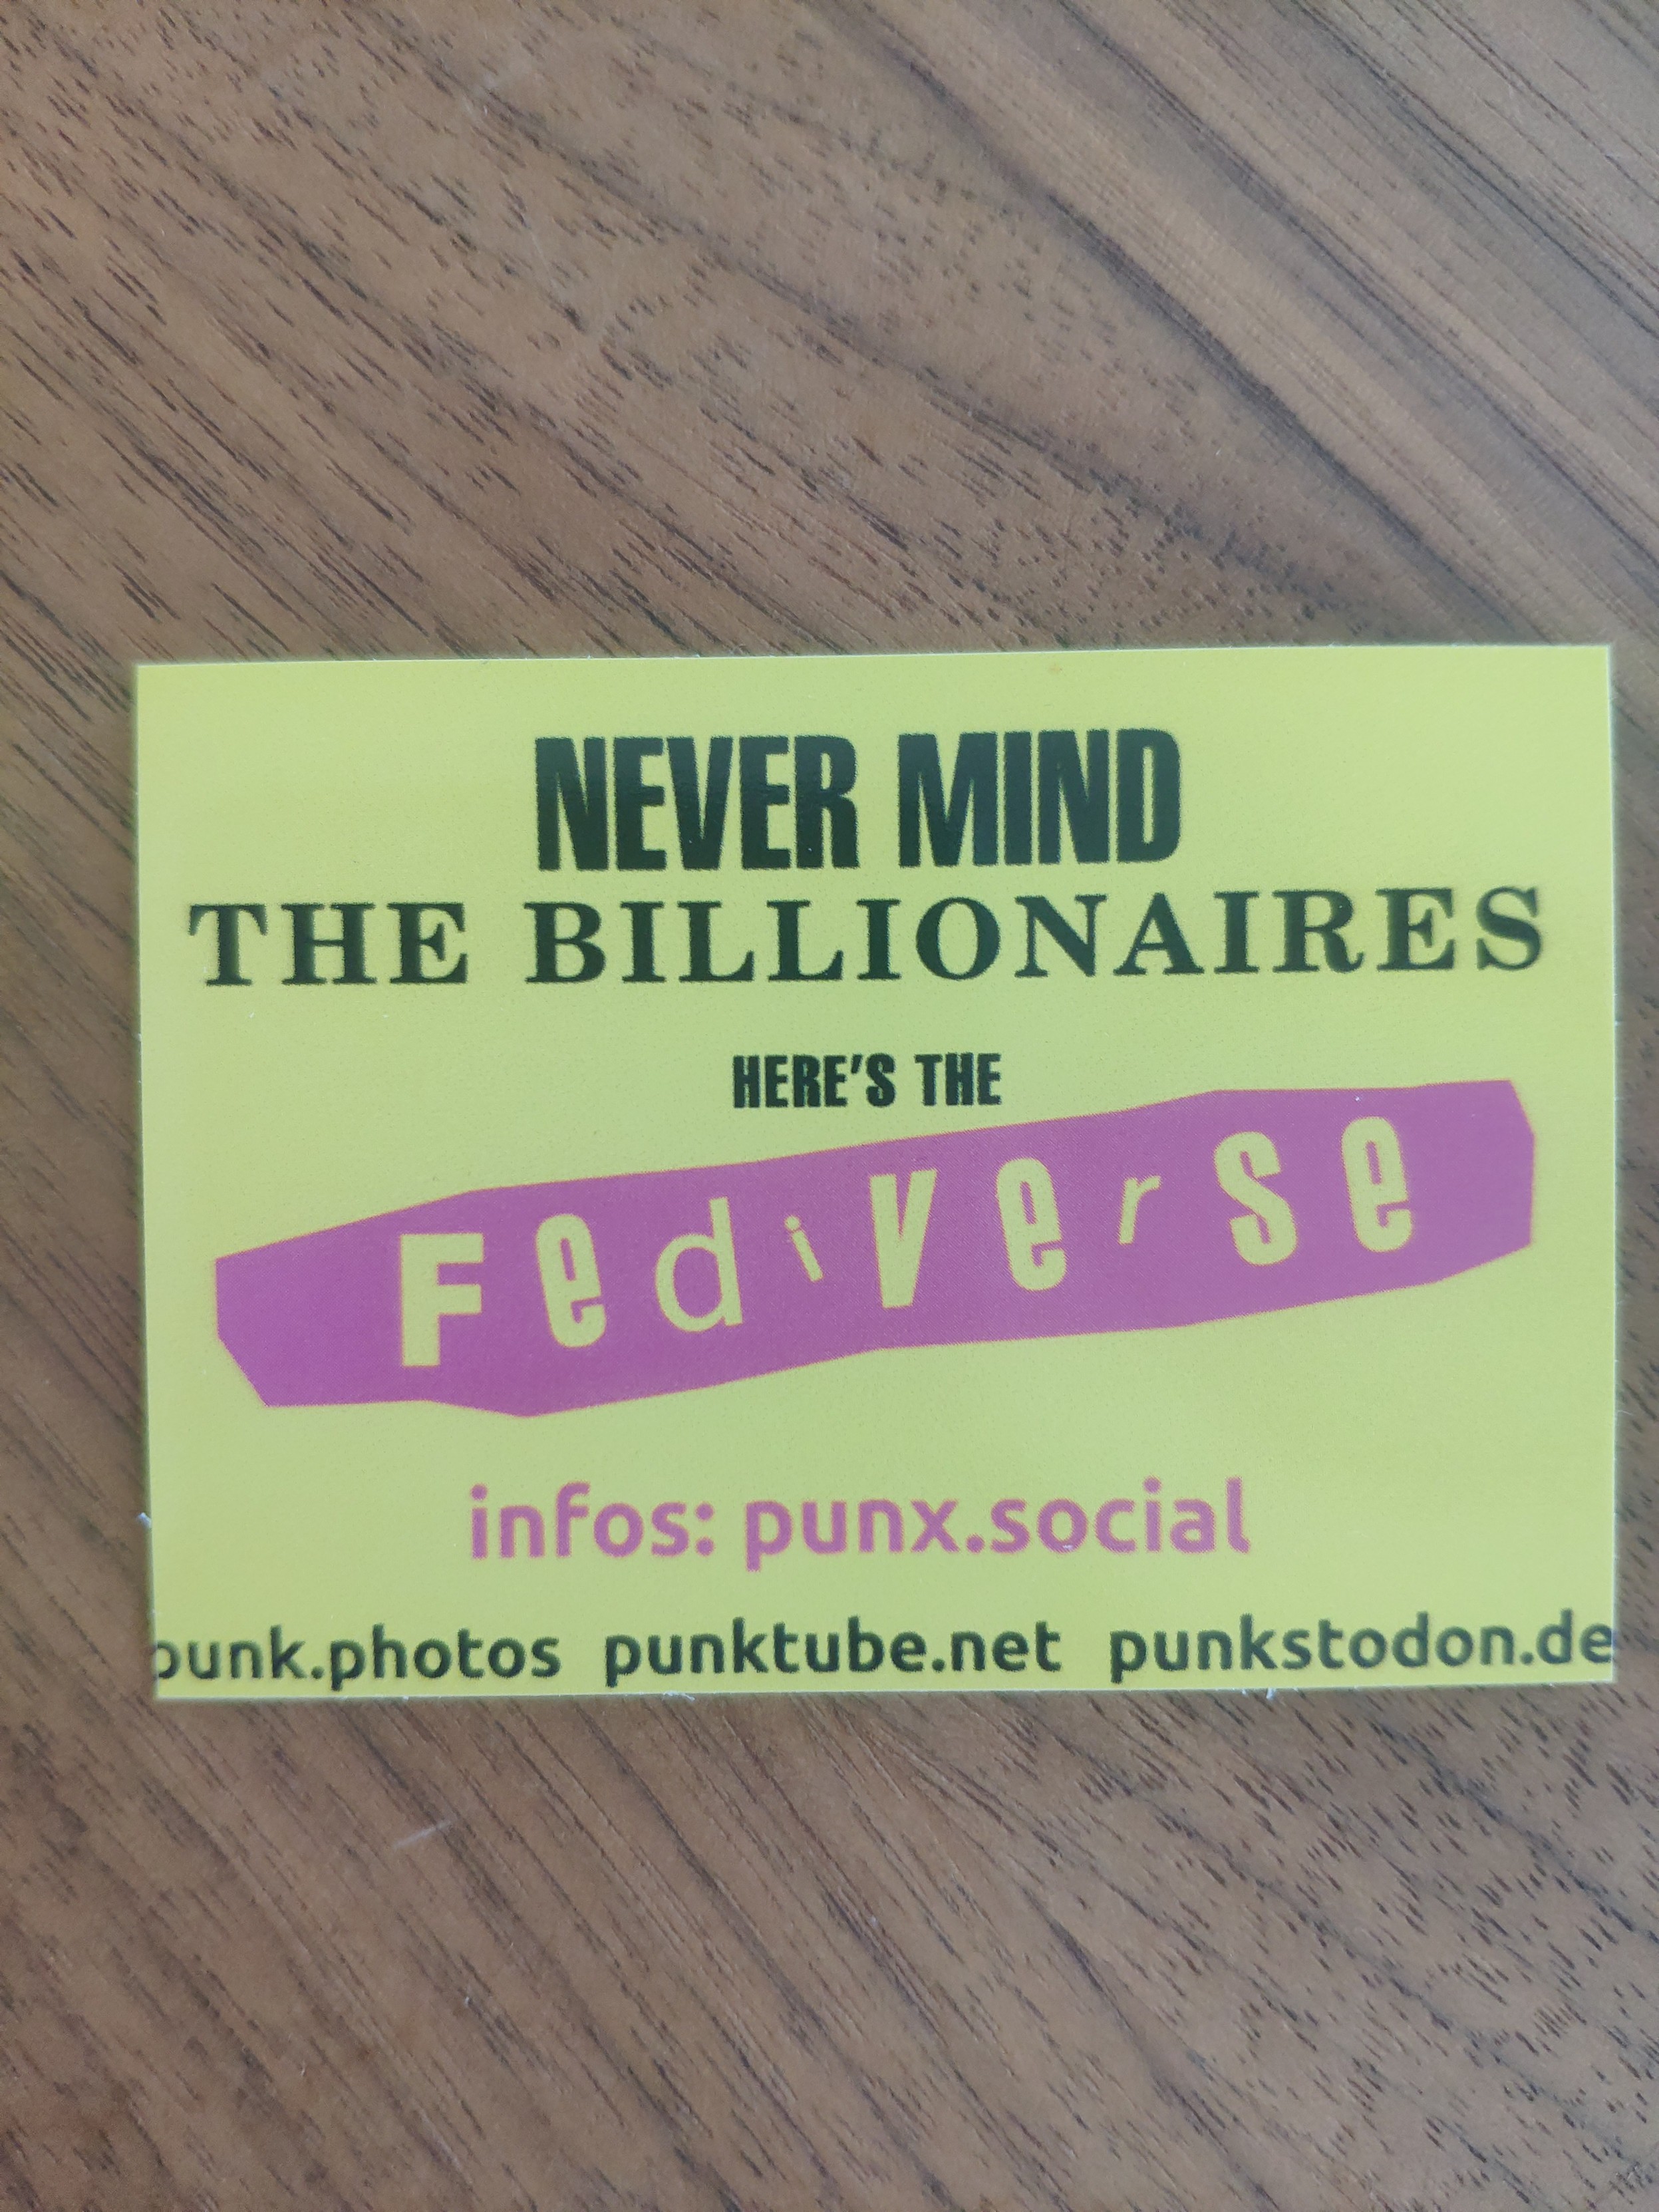 NEVER MIND
THE BILLIONAIRES
HERE'S THE
FediVerse
infos: punx.social
punk.photos punktube.net punkstodon.de